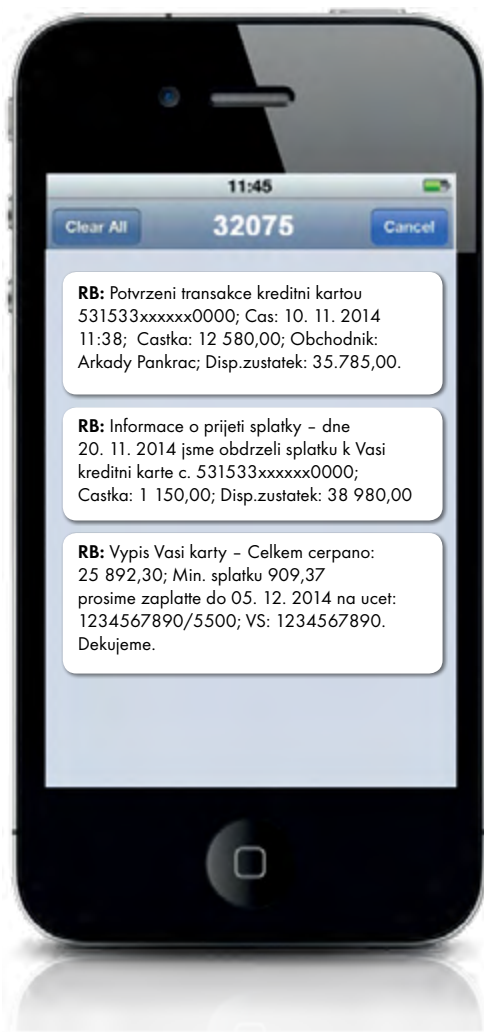 11:45
Clear All 32075 Cancel
RB: Potvrzeni transakce kreditni kartou
531533xxxxxx0000; Cas: 10. 11. 2014
11:38; Castka: 12 580,00; Obchodnik:
Arkady Pankrac; Disp.zustatek: 35.785,00.
RB: Informace o prijeti splatky – dne
20. 11. 2014 jsme obdrzeli splatku k Vasi
kreditni karte c. 531533xxxxxx0000;
Castka: 1 150,00; Disp.zustatek: 38 980,00
RB: Vypis Vasi karty – Celkem cerpano:
25 892,30; Min. splatku 909,37
prosime zaplatte do 05. 12. 2014 na ucet:
1234567890/5500; VS: 1234567890.
Dekujeme.